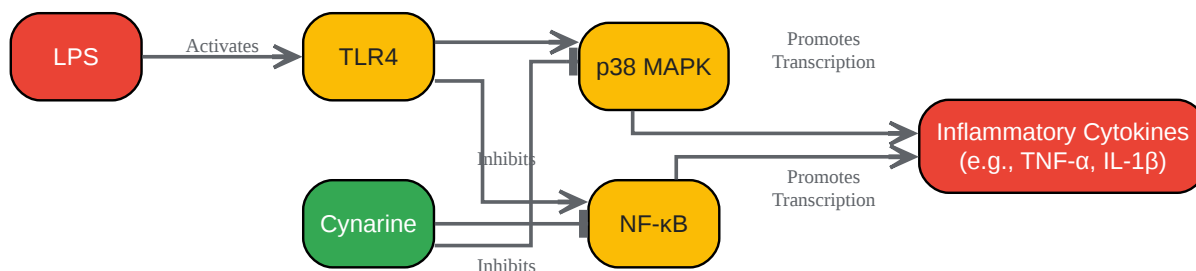 LPS
Activates
TLR4
p38 MAPK
Promotes
Transcription
Inflammatory Cytokines
(e.g., TNF-α, IL-1β)
Inhibits
Cynarine
NF-κB
Promotes
Transcription
Inhibits